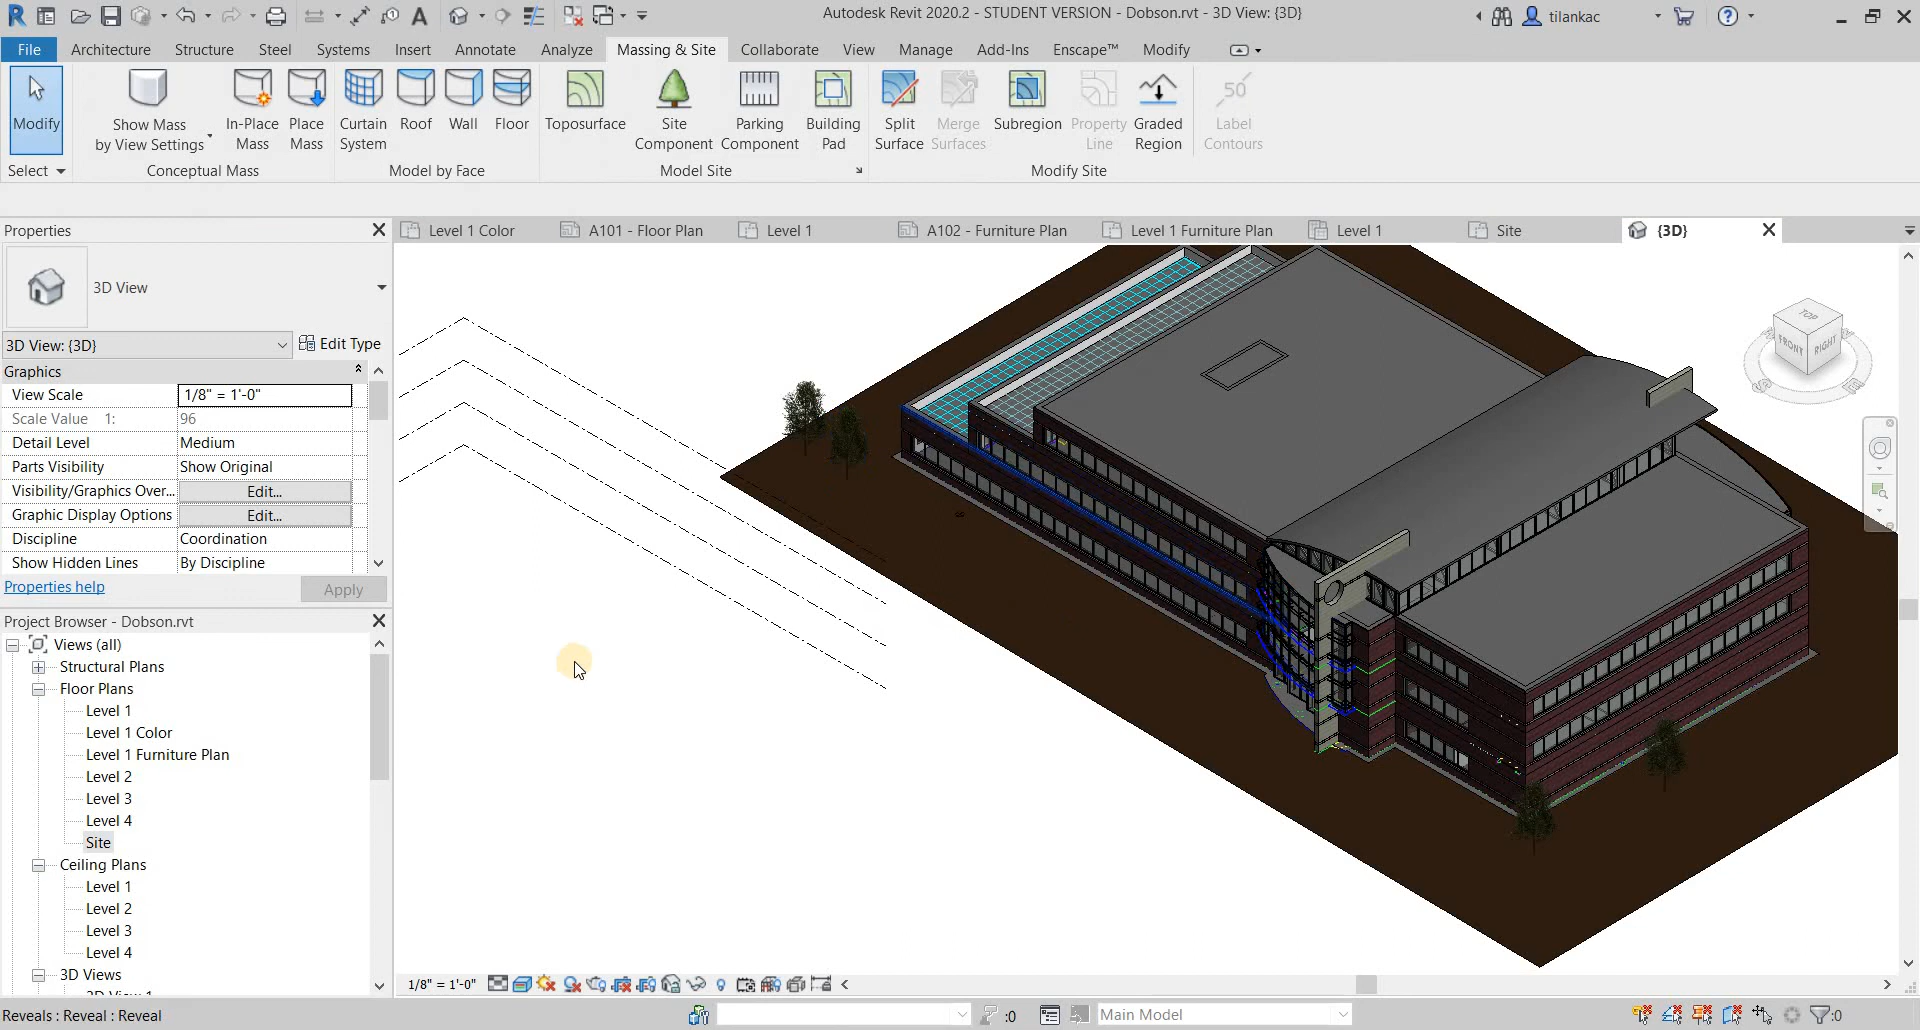 Autodesk Revit 2020.2 - STUDENT VERSION - Dobson.rvt - 3D View: {3D}
tilankac
File Architecture Structure Steel Systems Insert Annotate Analyze Massing & Site Collaborate View Manage Add-Ins Enscape™ Modify
Modify
Show Mass
by View Settings
In-Place
Mass
Place
Mass
Curtain
System
Roof
Wall
Floor
Toposurface
Site
Component
Parking
Component
Building
Pad
Split
Surface
Merge
Surfaces
Subregion
Property
Line
Graded
Region
50
Label
Contours
Select
Conceptual Mass
Model by Face
Model Site
Modify Site
Properties
Level 1 Color
A101 - Floor Plan
Level 1
A102 - Furniture Plan
Level 1 Furniture Plan
Level 1
Site
{3D}
3D View
3D View: {3D}
Edit Type
Graphics
View Scale 1/8" = 1'-0"
Scale Value 1: 96
Detail Level Medium
Parts Visibility Show Original
Visibility/Graphics Over... Edit...
Graphic Display Options Edit...
Discipline Coordination
Show Hidden Lines By Discipline
Properties help
Apply
Project Browser - Dobson.rvt
Views (all)
Structural Plans
Floor Plans
Level 1
Level 1 Color
Level 1 Furniture Plan
Level 2
Level 3
Level 4
Site
Ceiling Plans
Level 1
Level 2
Level 3
Level 4
3D Views
TOP
FRONT
RIGHT
1/8" = 1'-0"
Reveals : Reveal : Reveal
:0
Main Model
:0